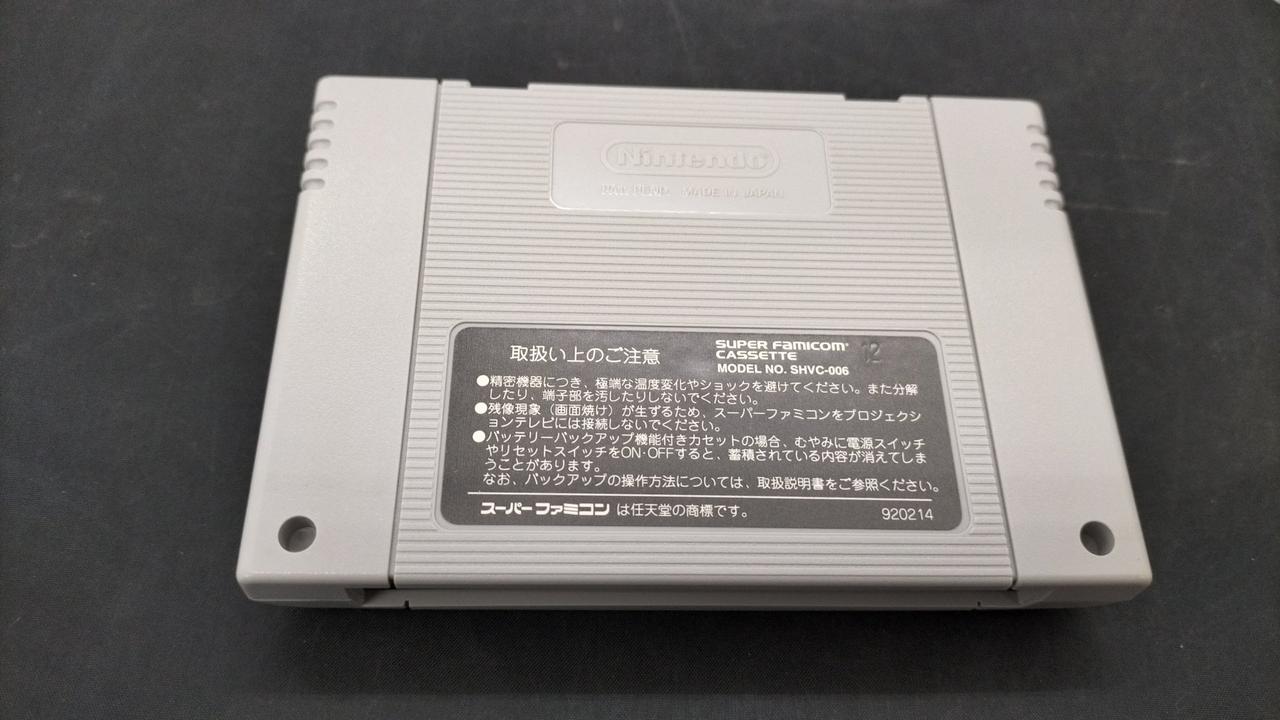 Nintendo
PAT. PEND. MADE IN JAPAN
取扱い上のご注意
SUPER FAMICOM
CASSETTE
MODEL NO. SHVC-006
12
●精密機器につき、極端な温度変化やショックを避けてください。また分解
したり、端子部を汚したりしないでください。
●残像現象（画面焼け）が生ずるため、スーパーファミコンをプロジェクシ
ョンテレビには接続しないでください。
●バッテリーバックアップ機能付きカセットの場合、むやみに電源スイッチ
やリセットスイッチをON·OFFすると、蓄積されている内容が消えてしま
うことがあります。
なお、バックアップの操作方法については、取扱説明書をご参照ください。
スーパーファミコン は任天堂の商標です。
920214